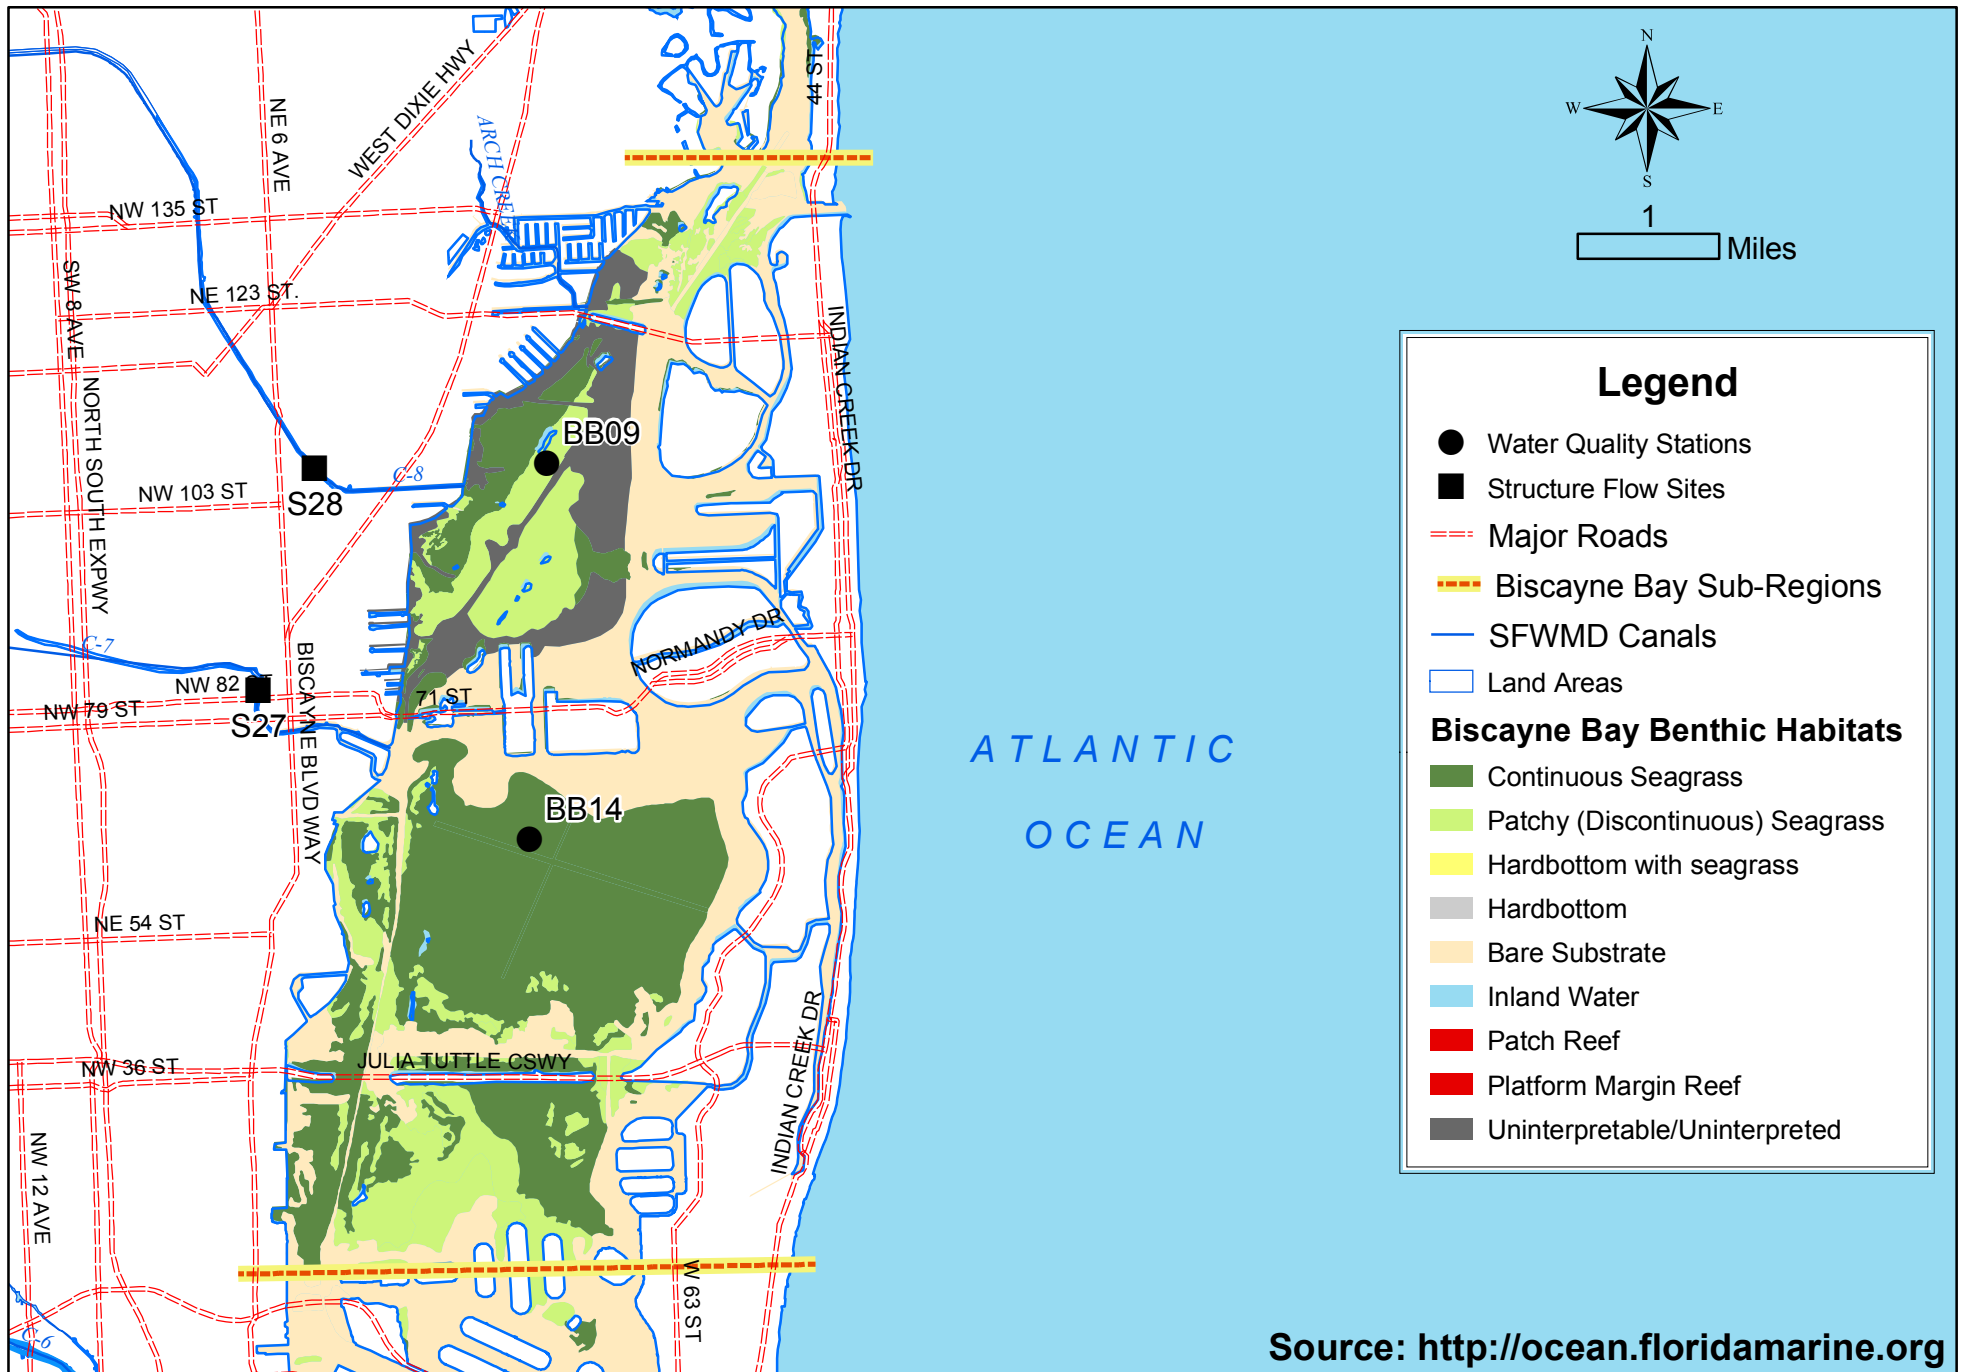 N
W
E
S
1
Miles
44 ST
WEST DIXIE HWY
NE 6 AVE
ARCH CREEK
NW 135 ST
NE 123 ST.
SW 8 AVE
NORTH SOUTH EXPWY
INDIAN CREEK DR
BB09
C-8
S28
NW 103 ST
C-7
NORMANDY DR
NW 82 ST
71 ST
NW 79 ST
S27
BISCAYNE BLVD WAY
BB14
ATLANTIC
OCEAN
NE 54 ST
INDIAN CREEK DR
JULIA TUTTLE CSWY
NW 36 ST
NW 12 AVE
W 63 ST
C-6
Legend
Water Quality Stations
Structure Flow Sites
Major Roads
Biscayne Bay Sub-Regions
SFWMD Canals
Land Areas
Biscayne Bay Benthic Habitats
Continuous Seagrass
Patchy (Discontinuous) Seagrass
Hardbottom with seagrass
Hardbottom
Bare Substrate
Inland Water
Patch Reef
Platform Margin Reef
Uninterpretable/Uninterpreted
Source: http://ocean.floridamarine.org